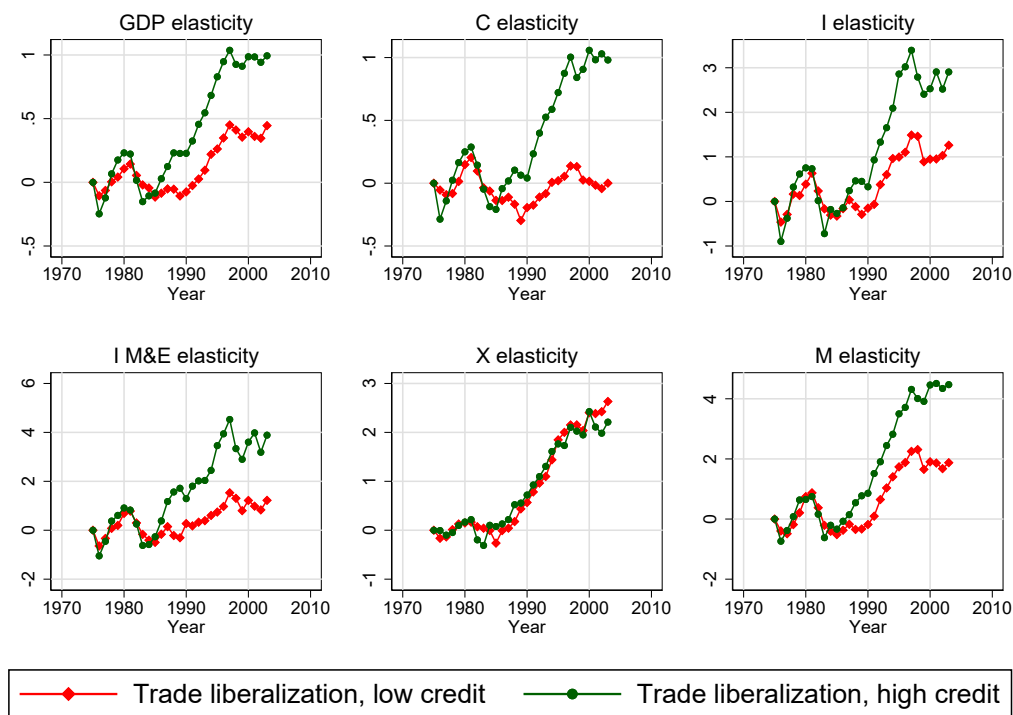 GDP elasticity
1
.5
0
-.5
1970 1980 1990 2000 2010
Year
C elasticity
1
.5
0
-.5
1970 1980 1990 2000 2010
Year
I elasticity
3
2
1
0
-1
1970 1980 1990 2000 2010
Year
I M&E elasticity
6
4
2
0
-2
1970 1980 1990 2000 2010
Year
X elasticity
3
2
1
0
-1
1970 1980 1990 2000 2010
Year
M elasticity
4
2
0
-2
1970 1980 1990 2000 2010
Year
Trade liberalization, low credit
Trade liberalization, high credit